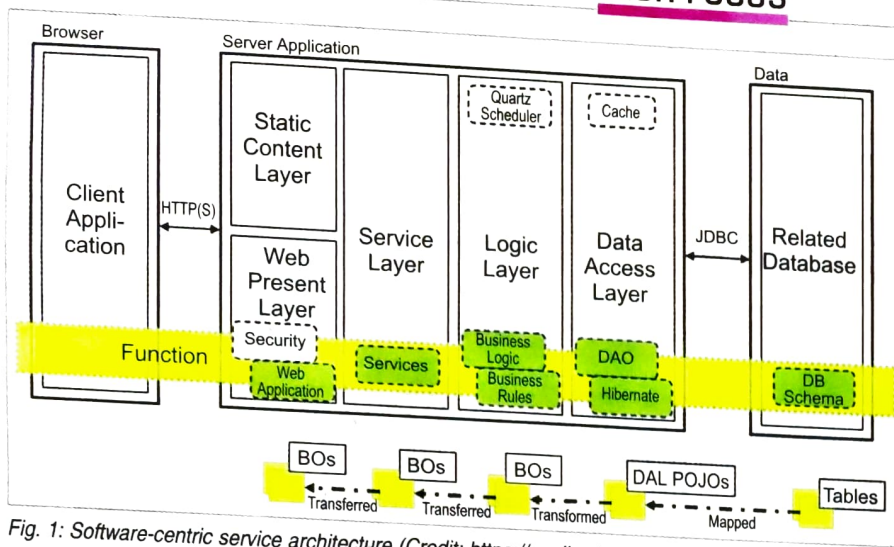 FOCUS
Browser
Server Application
Data
Client
Appli-
cation
HTTP(S)
Static
Content
Layer
Web
Present
Layer
Security
Web
Application
Service
Layer
Services
Quartz
Scheduler
Logic
Layer
Business
Logic
Business
Rules
Cache
Data
Access
Layer
DAO
Hibernate
JDBC
Related
Database
DB
Schema
Function
BOs
BOs
BOs
DAL POJOs
Tables
Transferred
Transferred
Transformed
Mapped
Fig. 1: Software-centric service architecture (Credit: